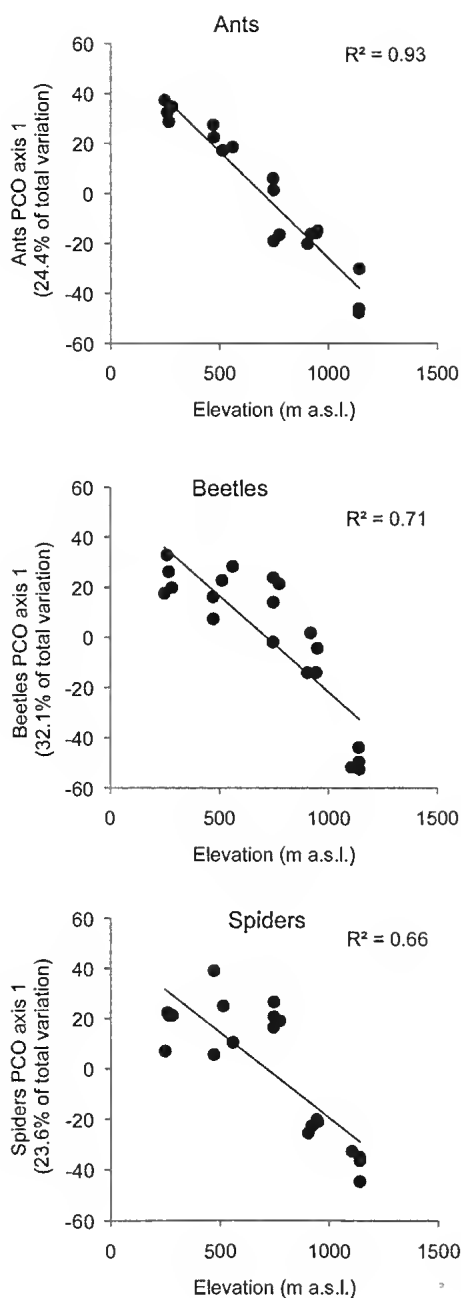 Ants
R² = 0.93
Ants PCO axis 1
(24.4% of total variation)
60
40
20
0
-20
-40
-60
0
500
1000
1500
Elevation (m a.s.l.)
Beetles
R² = 0.71
Beetles PCO axis 1
(32.1% of total variation)
60
40
20
0
-20
-40
-60
0
500
1000
1500
Elevation (m a.s.l.)
Spiders
R² = 0.66
Spiders PCO axis 1
(23.6% of total variation)
60
40
20
0
-20
-40
-60
0
500
1000
1500
Elevation (m a.s.l.)